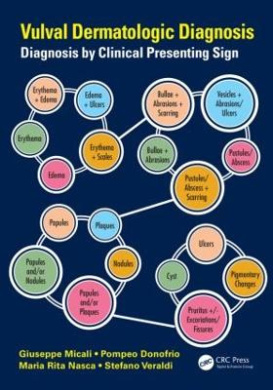 Vulval Dermatologic Diagnosis
Diagnosis by Clinical Presenting Sign
Erythema
+ Edema
Edema
+ Ulcers
Erythema
Erythema
+ Scales
Edema
Bullae +
Abrasions +
Scarring
Vesicles +
Abrasions/
Ulcers
Bullae +
Abrasions
Pustules/
Abscess
Pustules/
Abscess +
Scarring
Papules
Plaques
Papules
and/or
Nodules
Nodules
Papules
and/or
Plaques
Ulcers
Cyst
Pigmentary
Changes
Pruritus +/-
Excoriations/
Fissures
Giuseppe Micali • Pompeo Donofrio
Maria Rita Nasca • Stefano Veraldi
CRC Press
Taylor & Francis Group